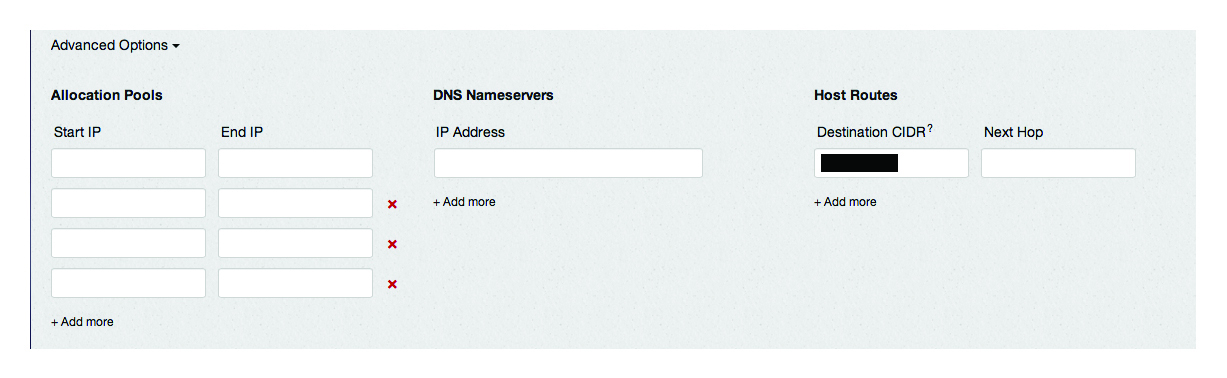 Advanced Options
Allocation Pools
Start IP End IP
+ Add more
DNS Nameservers
IP Address
+ Add more
Host Routes
Destination CIDR? Next Hop
+ Add more